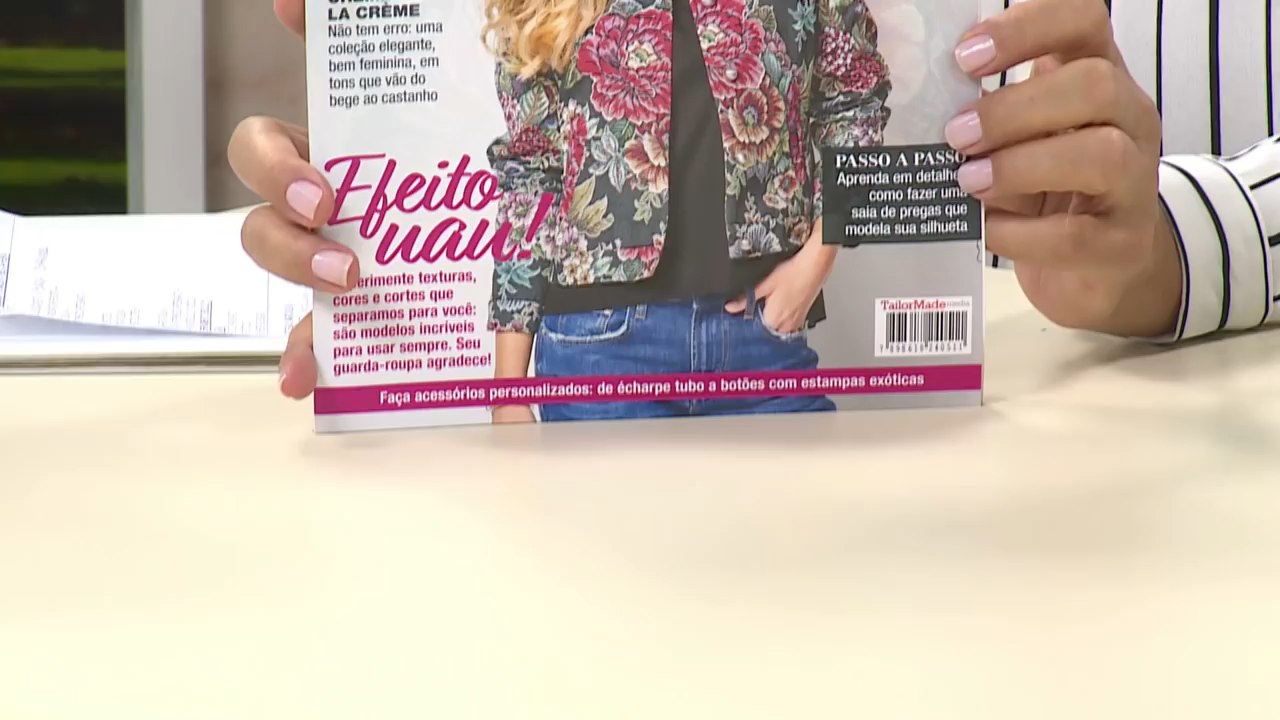 LA CRÈME
Não tem erro: uma
coleção elegante,
bem feminina, em
tons que vão do
bege ao castanho
Efeito
uau!
cores e cortes que
separamos para você:
são modelos incríveis
para usar sempre. Seu
guarda-roupa agradece!
texturas,
PASSO A PASSO
Aprenda em detalhe
como fazer uma
saia de pregas que
modela sua silhueta
TailorMade
Faça acessórios personalizados: de écharpe tubo a botões com estampas exóticas